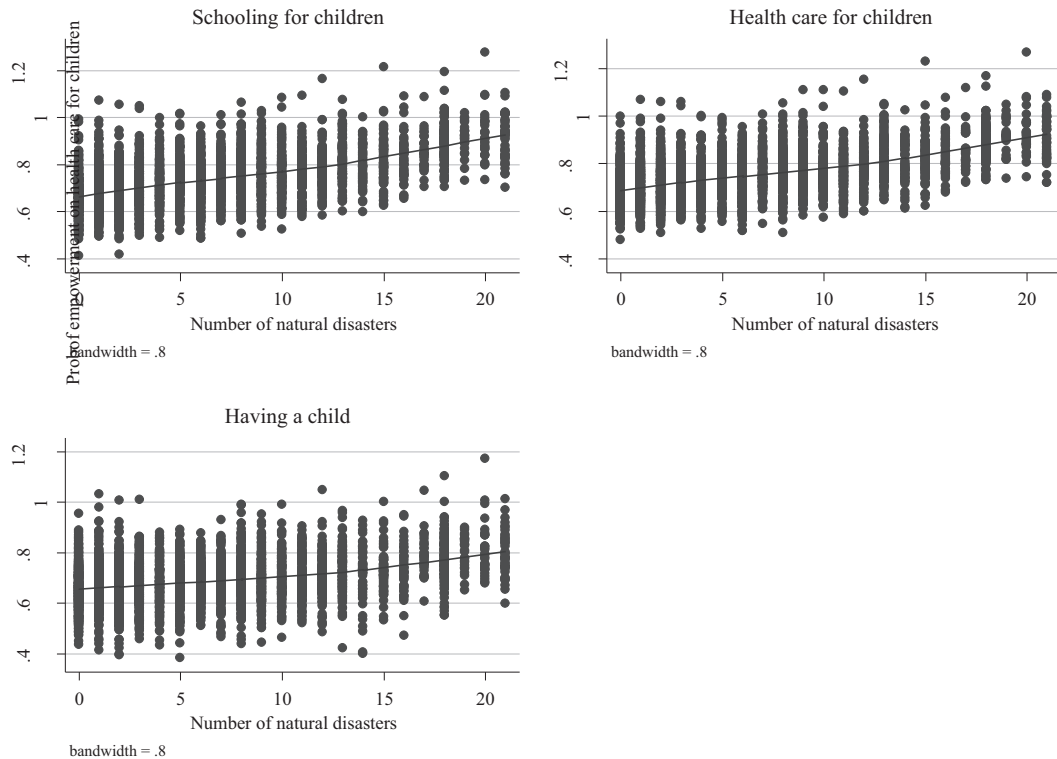 Schooling for children
Prob of empowerment on health care for children
1.2
1
.8
.6
.4
0 5 10 15 20
Number of natural disasters
bandwidth = .8
Health care for children
1.2
1
.8
.6
.4
0 5 10 15 20
Number of natural disasters
bandwidth = .8
Having a child
1.2
1
.8
.6
.4
0 5 10 15 20
Number of natural disasters
bandwidth = .8